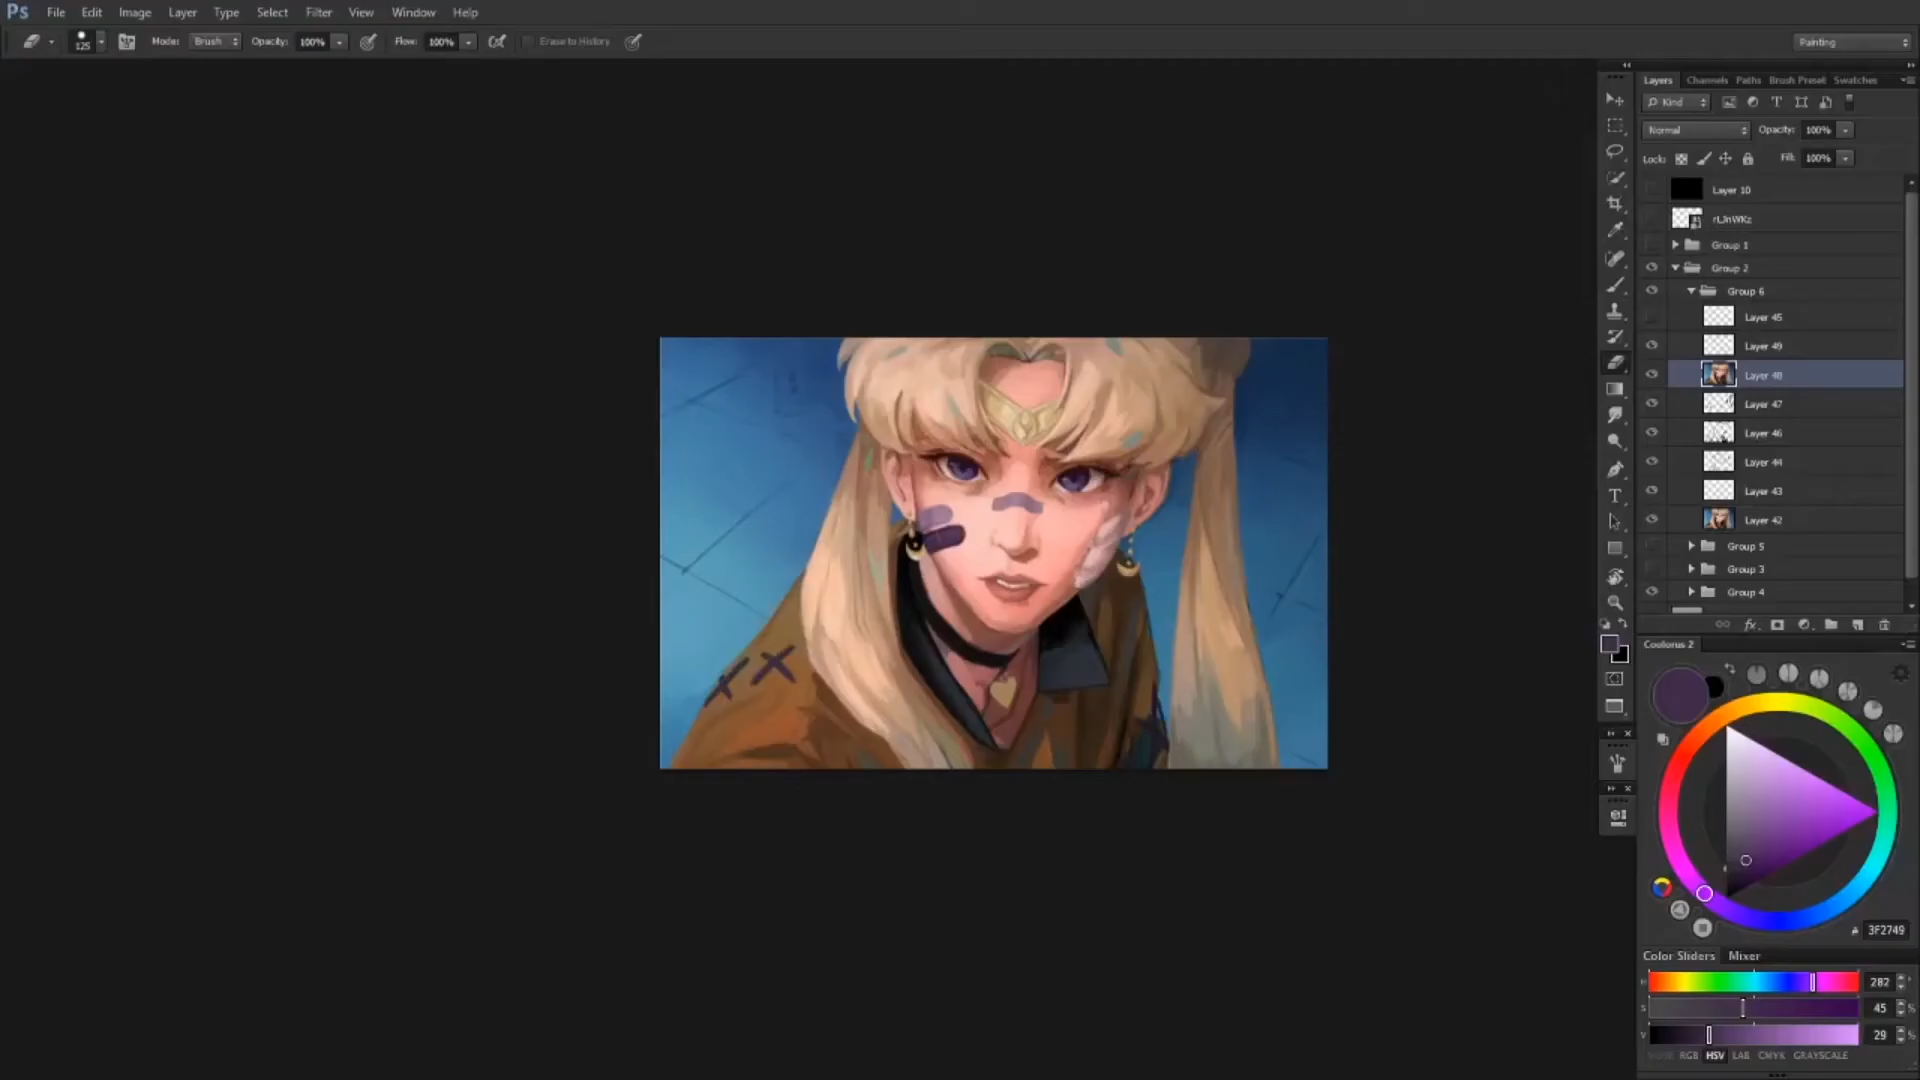 Ps File Edit Image Layer Type Select Filter View Window Help
125 Mode: Brush Opacity: 100% Flow: 100% Erase to History Painting
Layers Channels Paths Brush Preset Swatches
Kind T
Normal Opacity: 100%
Lock: Fill: 100%
Layer 10
Group 1
Group 2
Group 6
Layer 45
Layer 49
Layer 48
Layer 47
Layer 46
Layer 44
Layer 43
Layer 42
Group 5
Group 3
Group 4
fx.
Coolorus 2
# 3F2749
Color Sliders Mixer
H 282 °
S 45 %
V 29 %
RGB HSV LAB CMYK GRAYSCALE